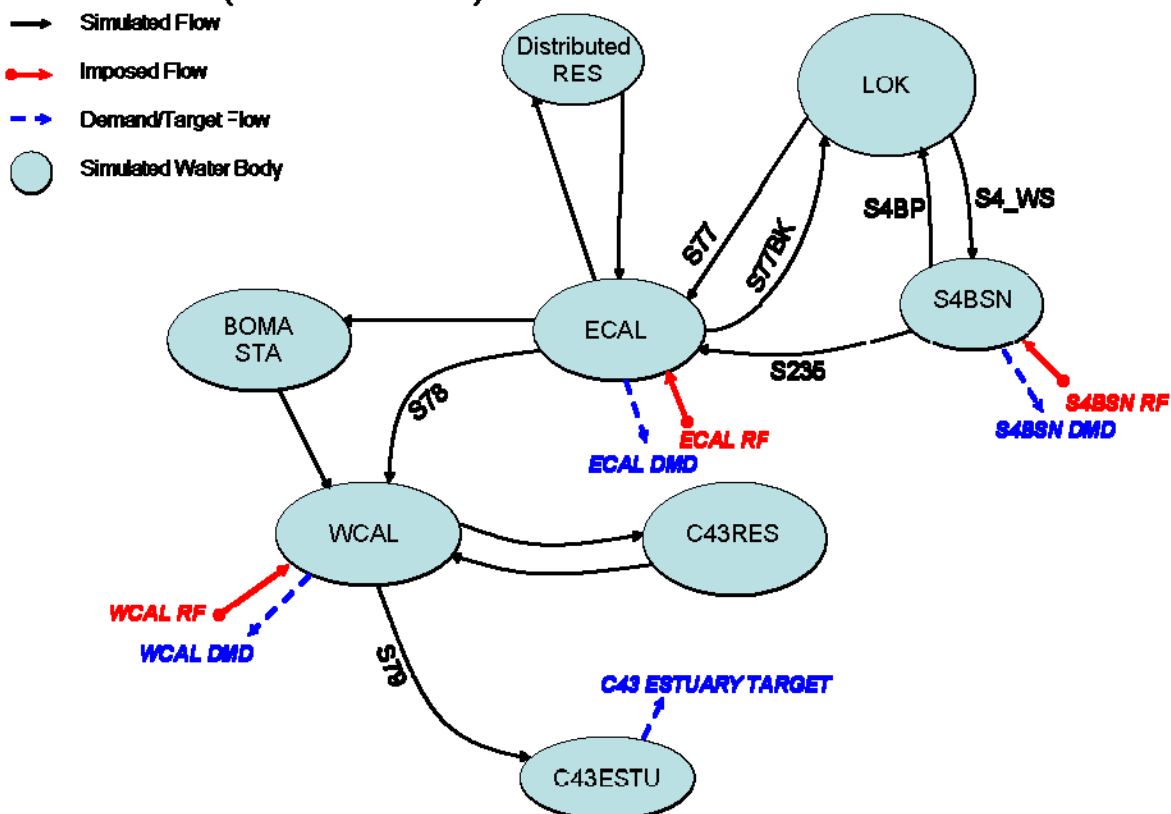 Simulated Flow
Imposed Flow
Demand/Target Flow
Simulated Water Body
Distributed
RES
LOK
S77
S77BK
S4BP
S4_WS
S4BSN
ECAL
BOMA
STA
S235
S4BSN RF
S4BSN DMD
S78
ECAL RF
ECAL DMD
WCAL
C43RES
WCAL RF
WCAL DMD
S79
C43 ESTUARY TARGET
C43ESTU